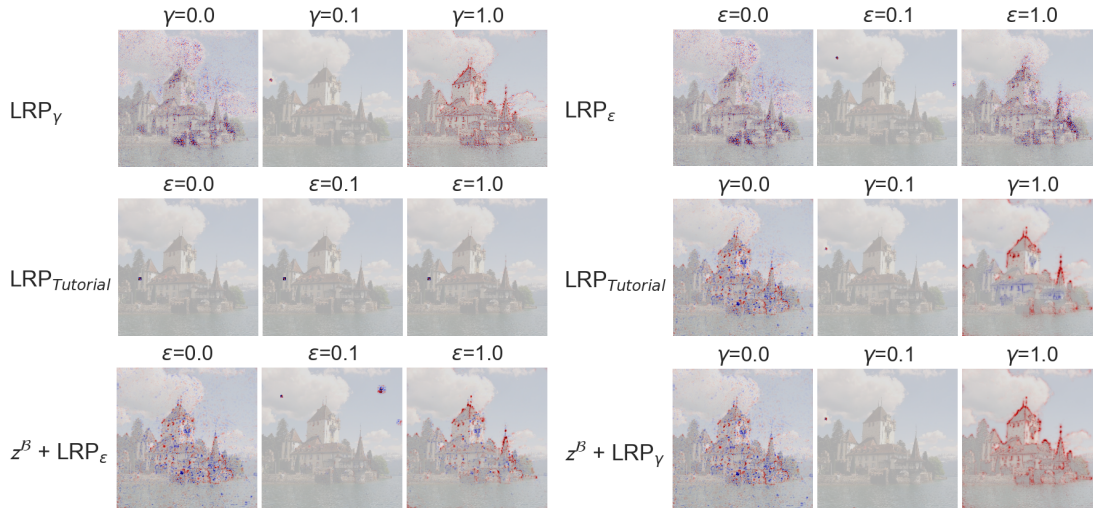 γ=0.0 γ=0.1 γ=1.0 ε=0.0 ε=0.1 ε=1.0
LRPγ LRPε
ε=0.0 ε=0.1 ε=1.0 γ=0.0 γ=0.1 γ=1.0
LRPTutorial LRPTutorial
ε=0.0 ε=0.1 ε=1.0 γ=0.0 γ=0.1 γ=1.0
zᴮ + LRPε zᴮ + LRPγ